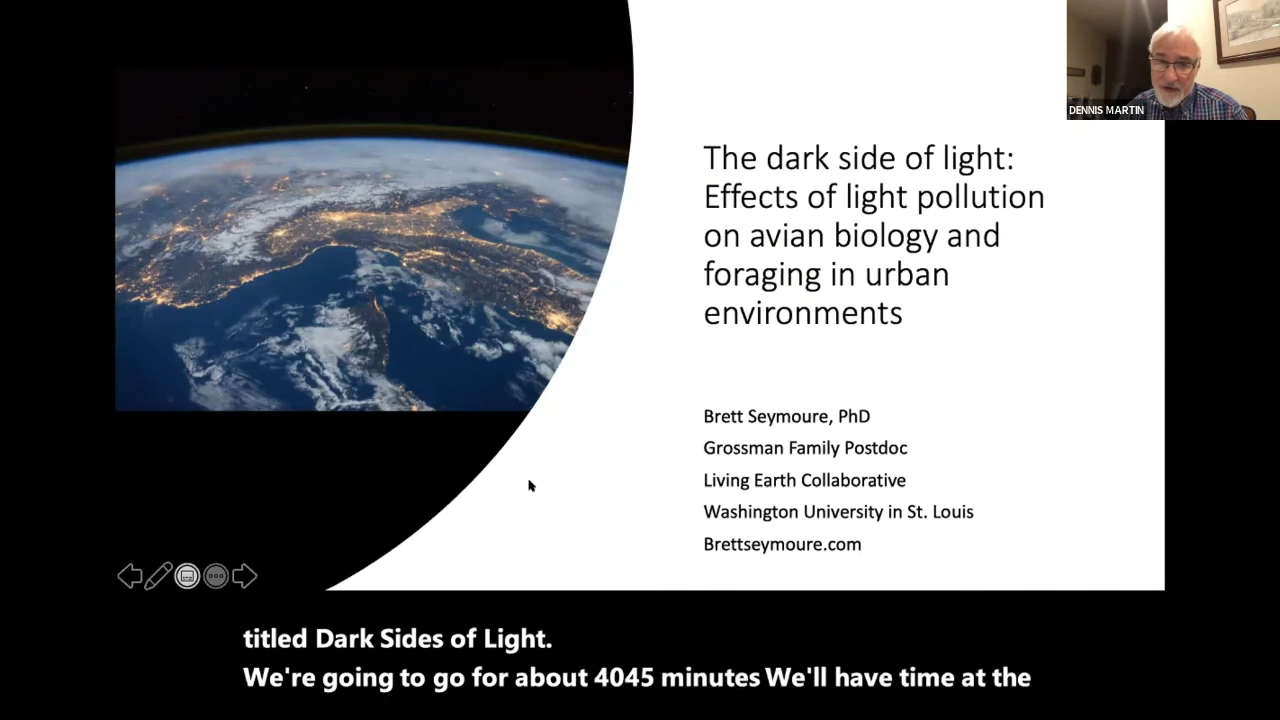 DENNIS MARTIN
The dark side of light:
Effects of light pollution
on avian biology and
foraging in urban
environments
Brett Seymoure, PhD
Grossman Family Postdoc
Living Earth Collaborative
Washington University in St. Louis
Brettseymoure.com
titled Dark Sides of Light.
We're going to go for about 4045 minutes We'll have time at the